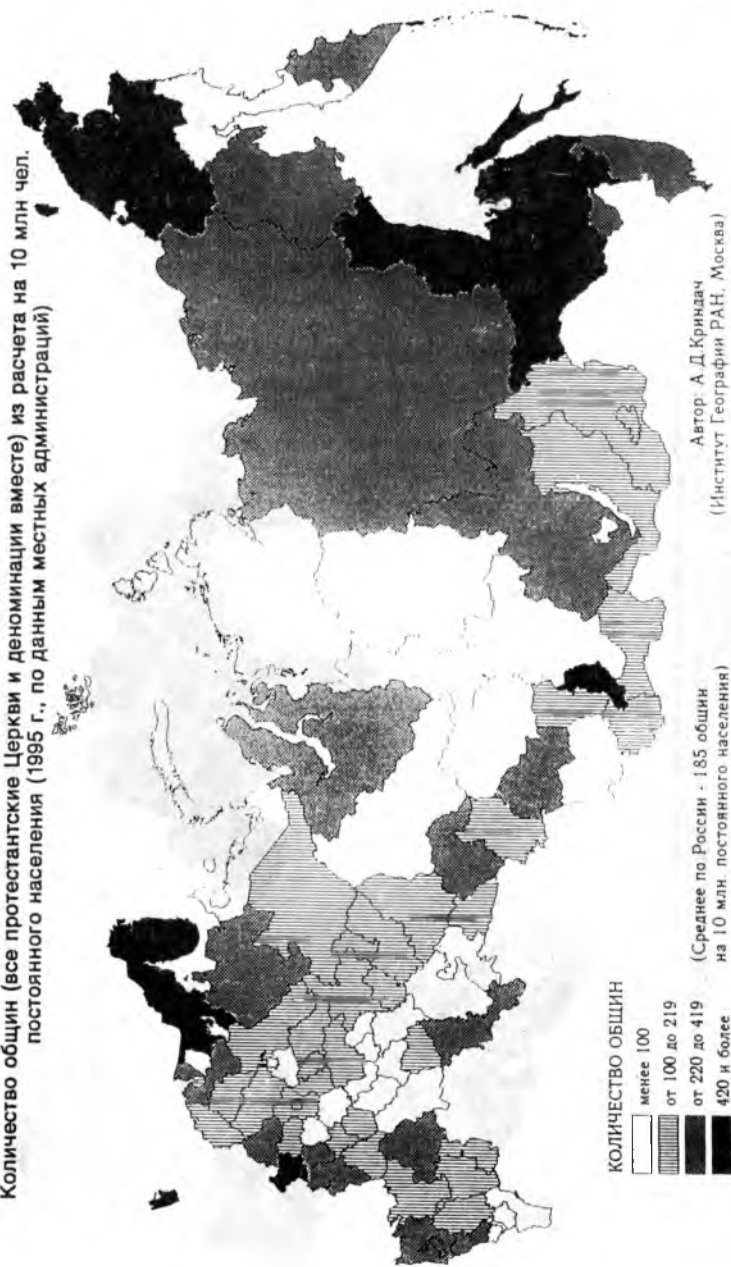 Количество общин (все протестантские Церкви и деноминации вместе) из расчета на 10 млн чел.
постоянного населения (1995 г., по данным местных администраций)
КОЛИЧЕСТВО ОБЩИН
менее 100
от 100 до 219
от 220 до 419
420 и более
(Среднее по России - 185 общин
на 10 млн. постоянного населения)
Автор: А.Д.Криндач
(Институт Географии РАН, Москва)